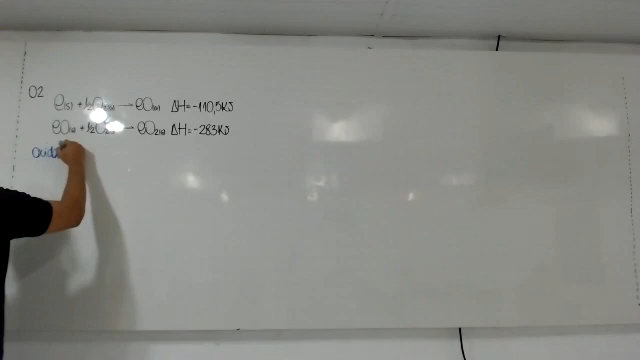 02
C(s) + ½O2(g) → CO(g) ΔH=-110,5KJ
CO(g) + ½O2(g) → CO2(g) ΔH=-283KJ